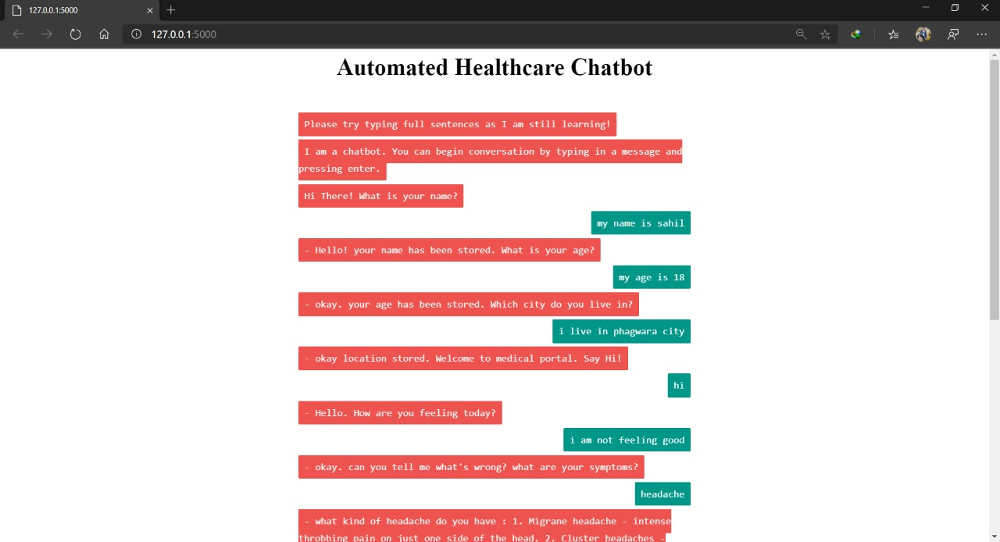 127.0.0.1:5000
127.0.0.1:5000
Automated Healthcare Chatbot
Please try typing full sentences as I am still learning!
I am a chatbot. You can begin conversation by typing in a message and
pressing enter.
Hi There! What is your name?
my name is sahil
- Hello! your name has been stored. What is your age?
my age is 18
- okay. your age has been stored. Which city do you live in?
i live in phagwara city
- okay location stored. Welcome to medical portal. Say Hi!
hi
- Hello. How are you feeling today?
i am not feeling good
- okay. can you tell me what's wrong? what are your symptoms?
headache
- what kind of headache do you have : 1. Migrane headache - intense
throbbing pain on just one side of the head. 2. Cluster headaches -